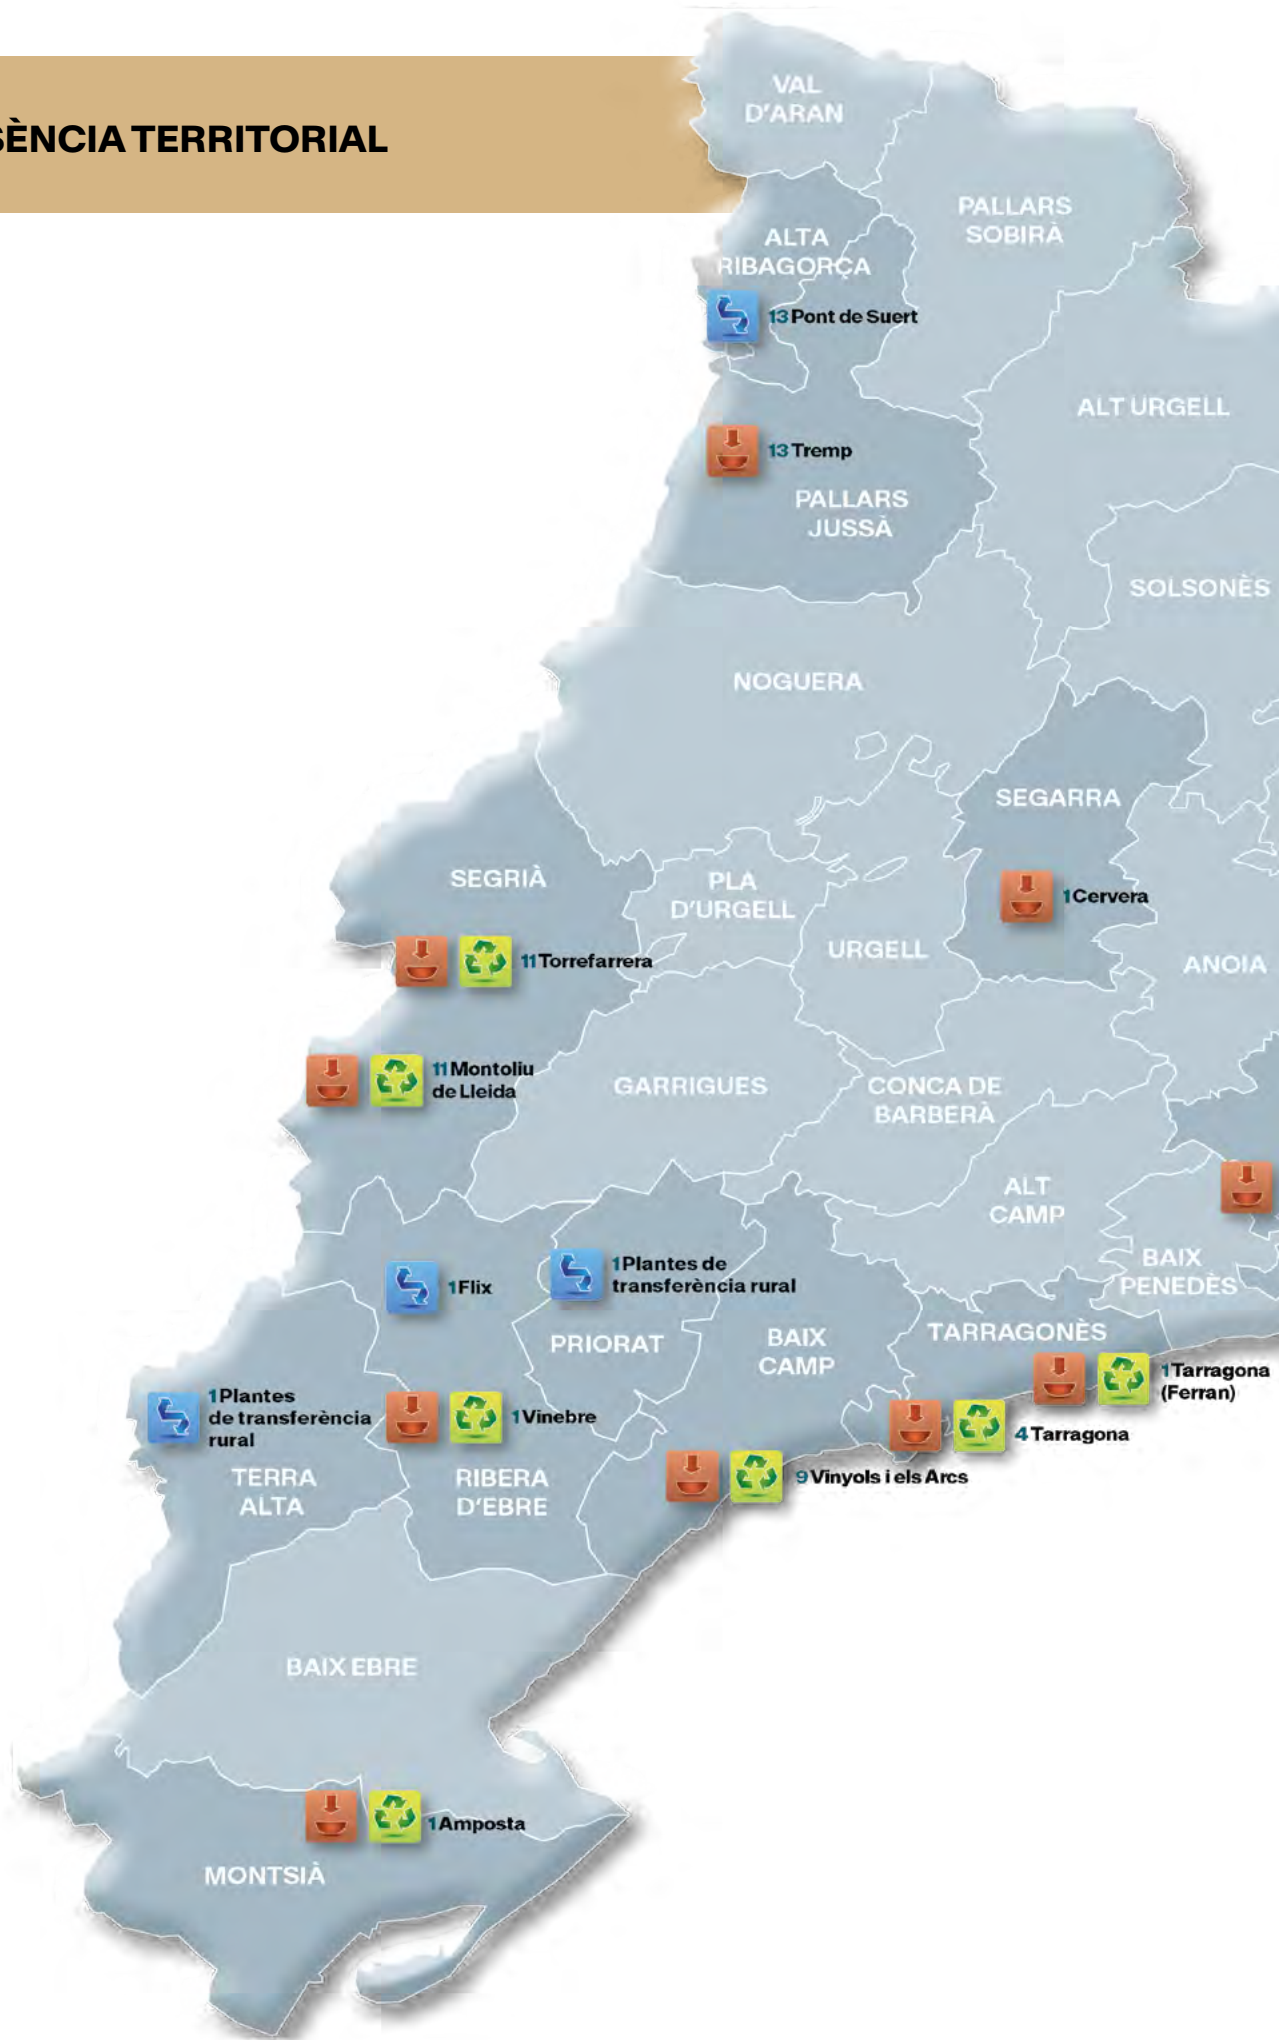 SÈNCIA TERRITORIAL
VAL
D'ARAN
PALLARS
SOBIRÀ
ALTA
RIBAGORÇA
13 Pont de Suert
ALT URGELL
13 Tremp
PALLARS
JUSSÀ
SOLSONÈS
NOGUERA
SEGARRA
SEGRIÀ
PLA
D'URGELL
1 Cervera
URGELL
11 Torrefarrera
ANOIA
11 Montoliu
de Lleida
GARRIGUES
CONCA DE
BARBERÀ
ALT
CAMP
BAIX
PENEDÈS
1 Flix
1 Plantes de
transferència rural
PRIORAT
BAIX
CAMP
TARRAGONÈS
1 Tarragona
(Ferran)
1 Plantes
de transferència
rural
1 Vinebre
4 Tarragona
TERRA
ALTA
RIBERA
D'EBRE
9 Vinyols i els Arcs
BAIX EBRE
1 Amposta
MONTSIÀ